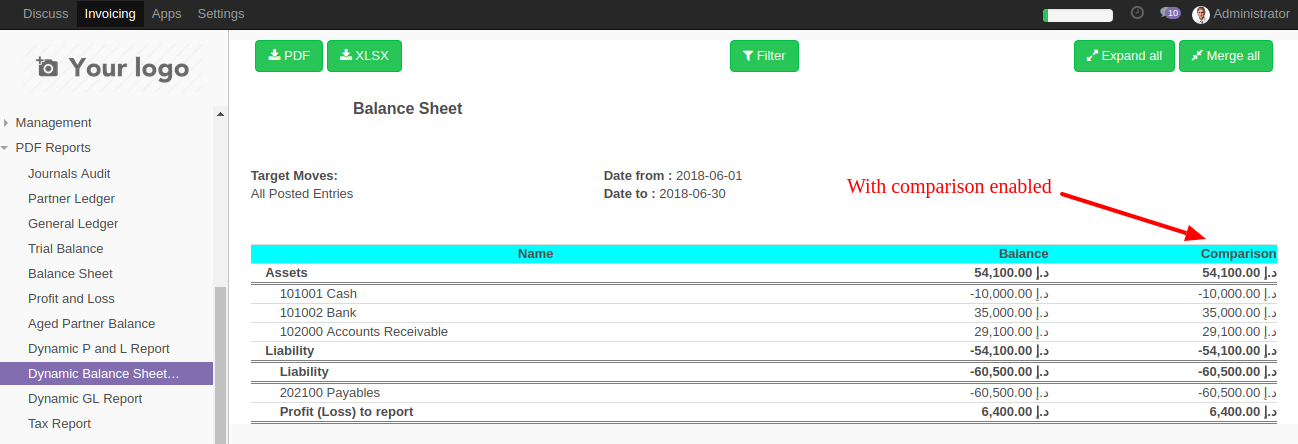 Discuss Invoicing Apps Settings 10 Administrator
Your logo
PDF XLSX Filter Expand all Merge all
Balance Sheet
Management
PDF Reports
Journals Audit
Partner Ledger
General Ledger
Trial Balance
Balance Sheet
Profit and Loss
Aged Partner Balance
Dynamic P and L Report
Dynamic Balance Sheet…
Dynamic GL Report
Tax Report
Target Moves: Date from : 2018-06-01
All Posted Entries Date to : 2018-06-30
With comparison enabled
Name Balance Comparison
Assets 54,100.00 د.إ 54,100.00 د.إ
101001 Cash -10,000.00 د.إ -10,000.00 د.إ
101002 Bank 35,000.00 د.إ 35,000.00 د.إ
102000 Accounts Receivable 29,100.00 د.إ 29,100.00 د.إ
Liability -54,100.00 د.إ -54,100.00 د.إ
Liability -60,500.00 د.إ -60,500.00 د.إ
202100 Payables -60,500.00 د.إ -60,500.00 د.إ
Profit (Loss) to report 6,400.00 د.إ 6,400.00 د.إ